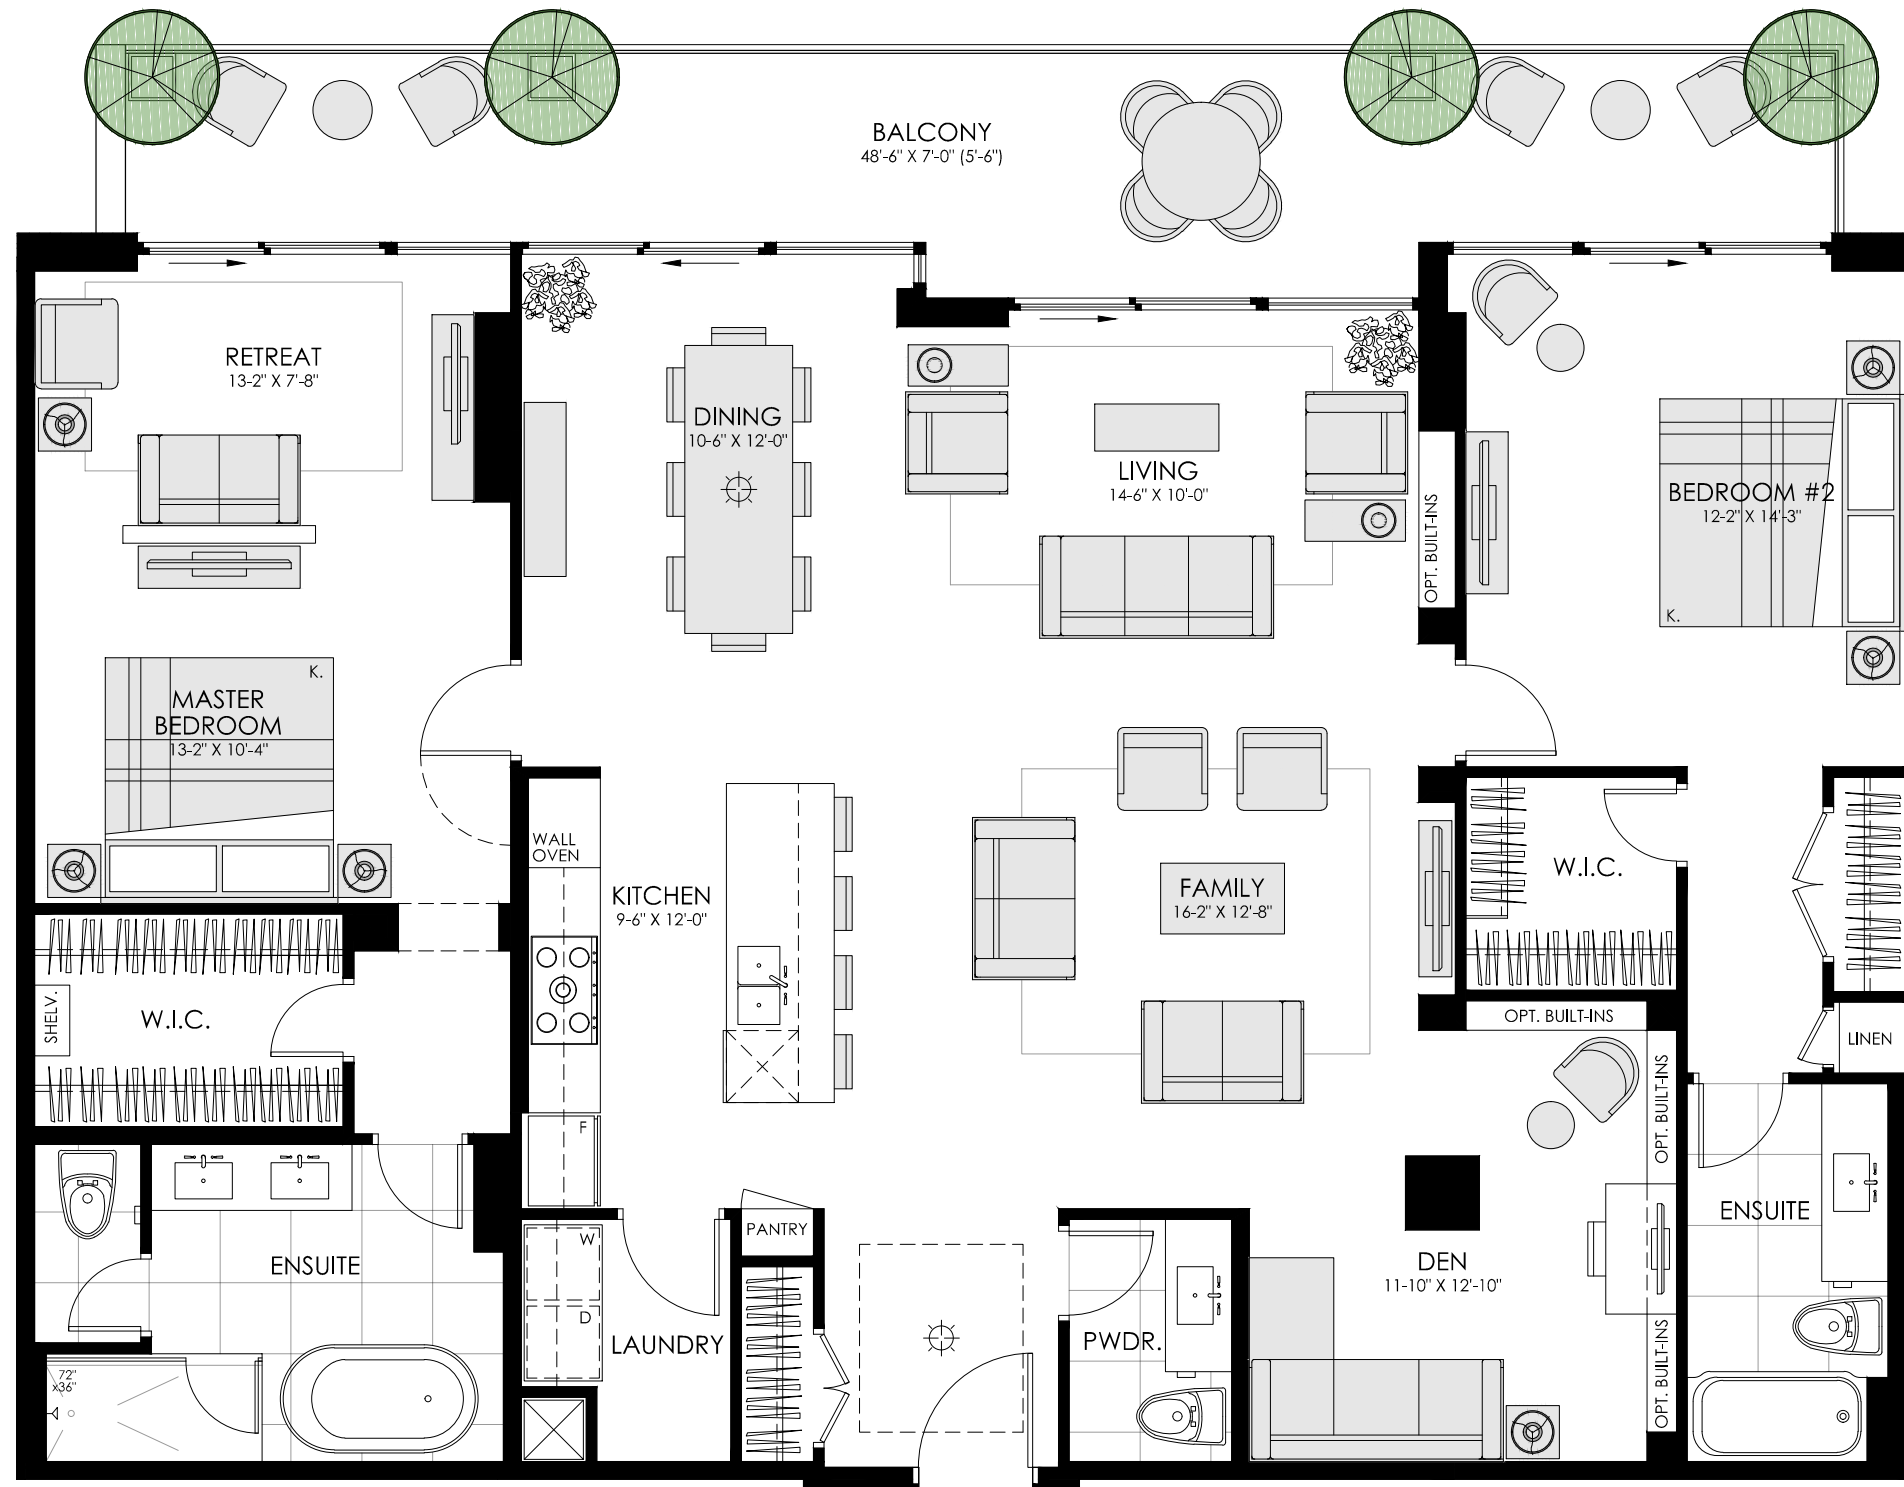 BALCONY
48'-6" X 7'-0" (5'-6")
RETREAT
13-2" X 7'-8"
DINING
10-6" X 12'-0"
LIVING
14-6" X 10'-0"
OPT. BUILT-INS
BEDROOM #2
12-2" X 14'-3"
K.
K.
MASTER
BEDROOM
13-2" X 10'-4"
WALL
OVEN
KITCHEN
9-6" X 12'-0"
FAMILY
16-2" X 12'-8"
W.I.C.
SHELV.
W.I.C.
OPT. BUILT-INS
LINEN
OPT. BUILT-INS
F
PANTRY
ENSUITE
ENSUITE
W
D
LAUNDRY
PWDR.
DEN
11-10" X 12'-10"
OPT. BUILT-INS
72"
x36"